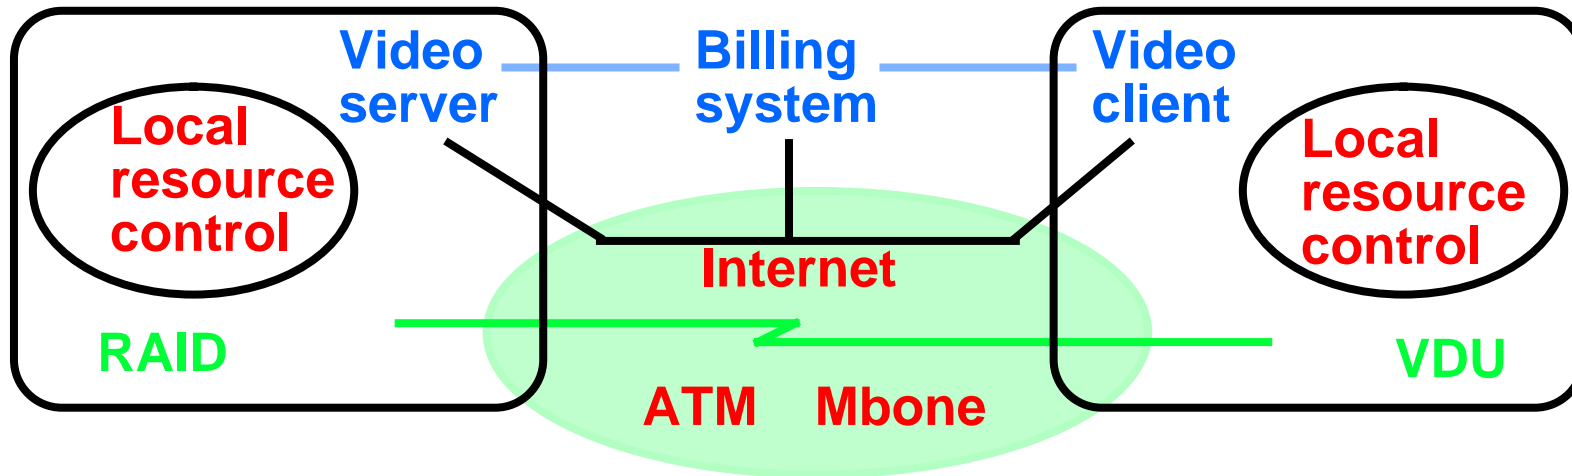 Video
server
Billing
system
Video
client
Local
resource
control
Local
resource
control
Internet
RAID
VDU
ATM Mbone